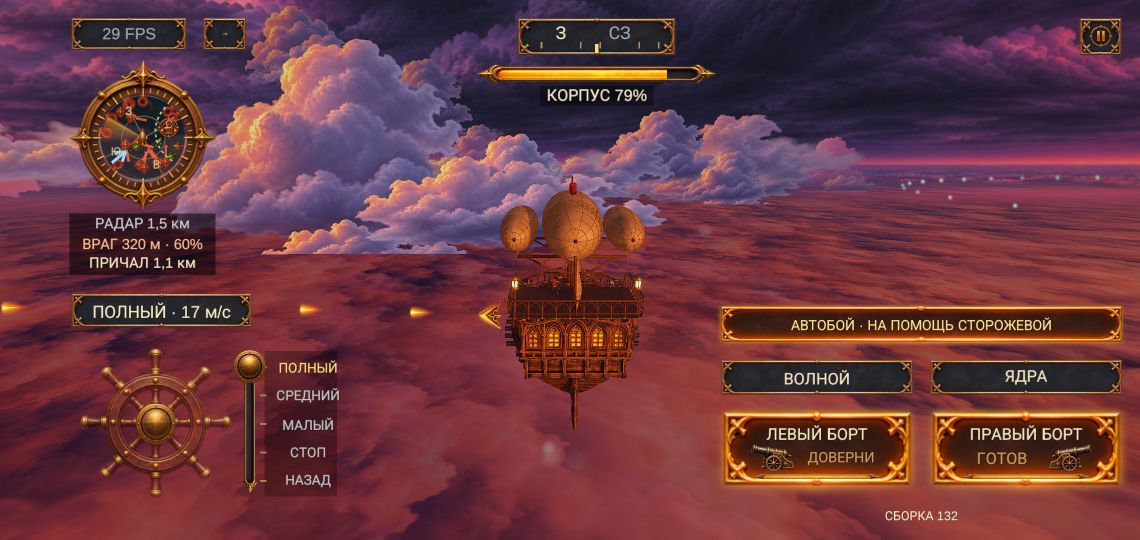 29 FPS
З СЗ
КОРПУС 79%
З
Ю
В
РАДАР 1,5 км
ВРАГ 320 м · 60%
ПРИЧАЛ 1,1 км
ПОЛНЫЙ · 17 м/с
ПОЛНЫЙ
СРЕДНИЙ
МАЛЫЙ
СТОП
НАЗАД
АВТОБОЙ · НА ПОМОЩЬ СТОРОЖЕВОЙ
ВОЛНОЙ
ЯДРА
ЛЕВЫЙ БОРТ
ДОВЕРНИ
ПРАВЫЙ БОРТ
ГОТОВ
СБОРКА 132